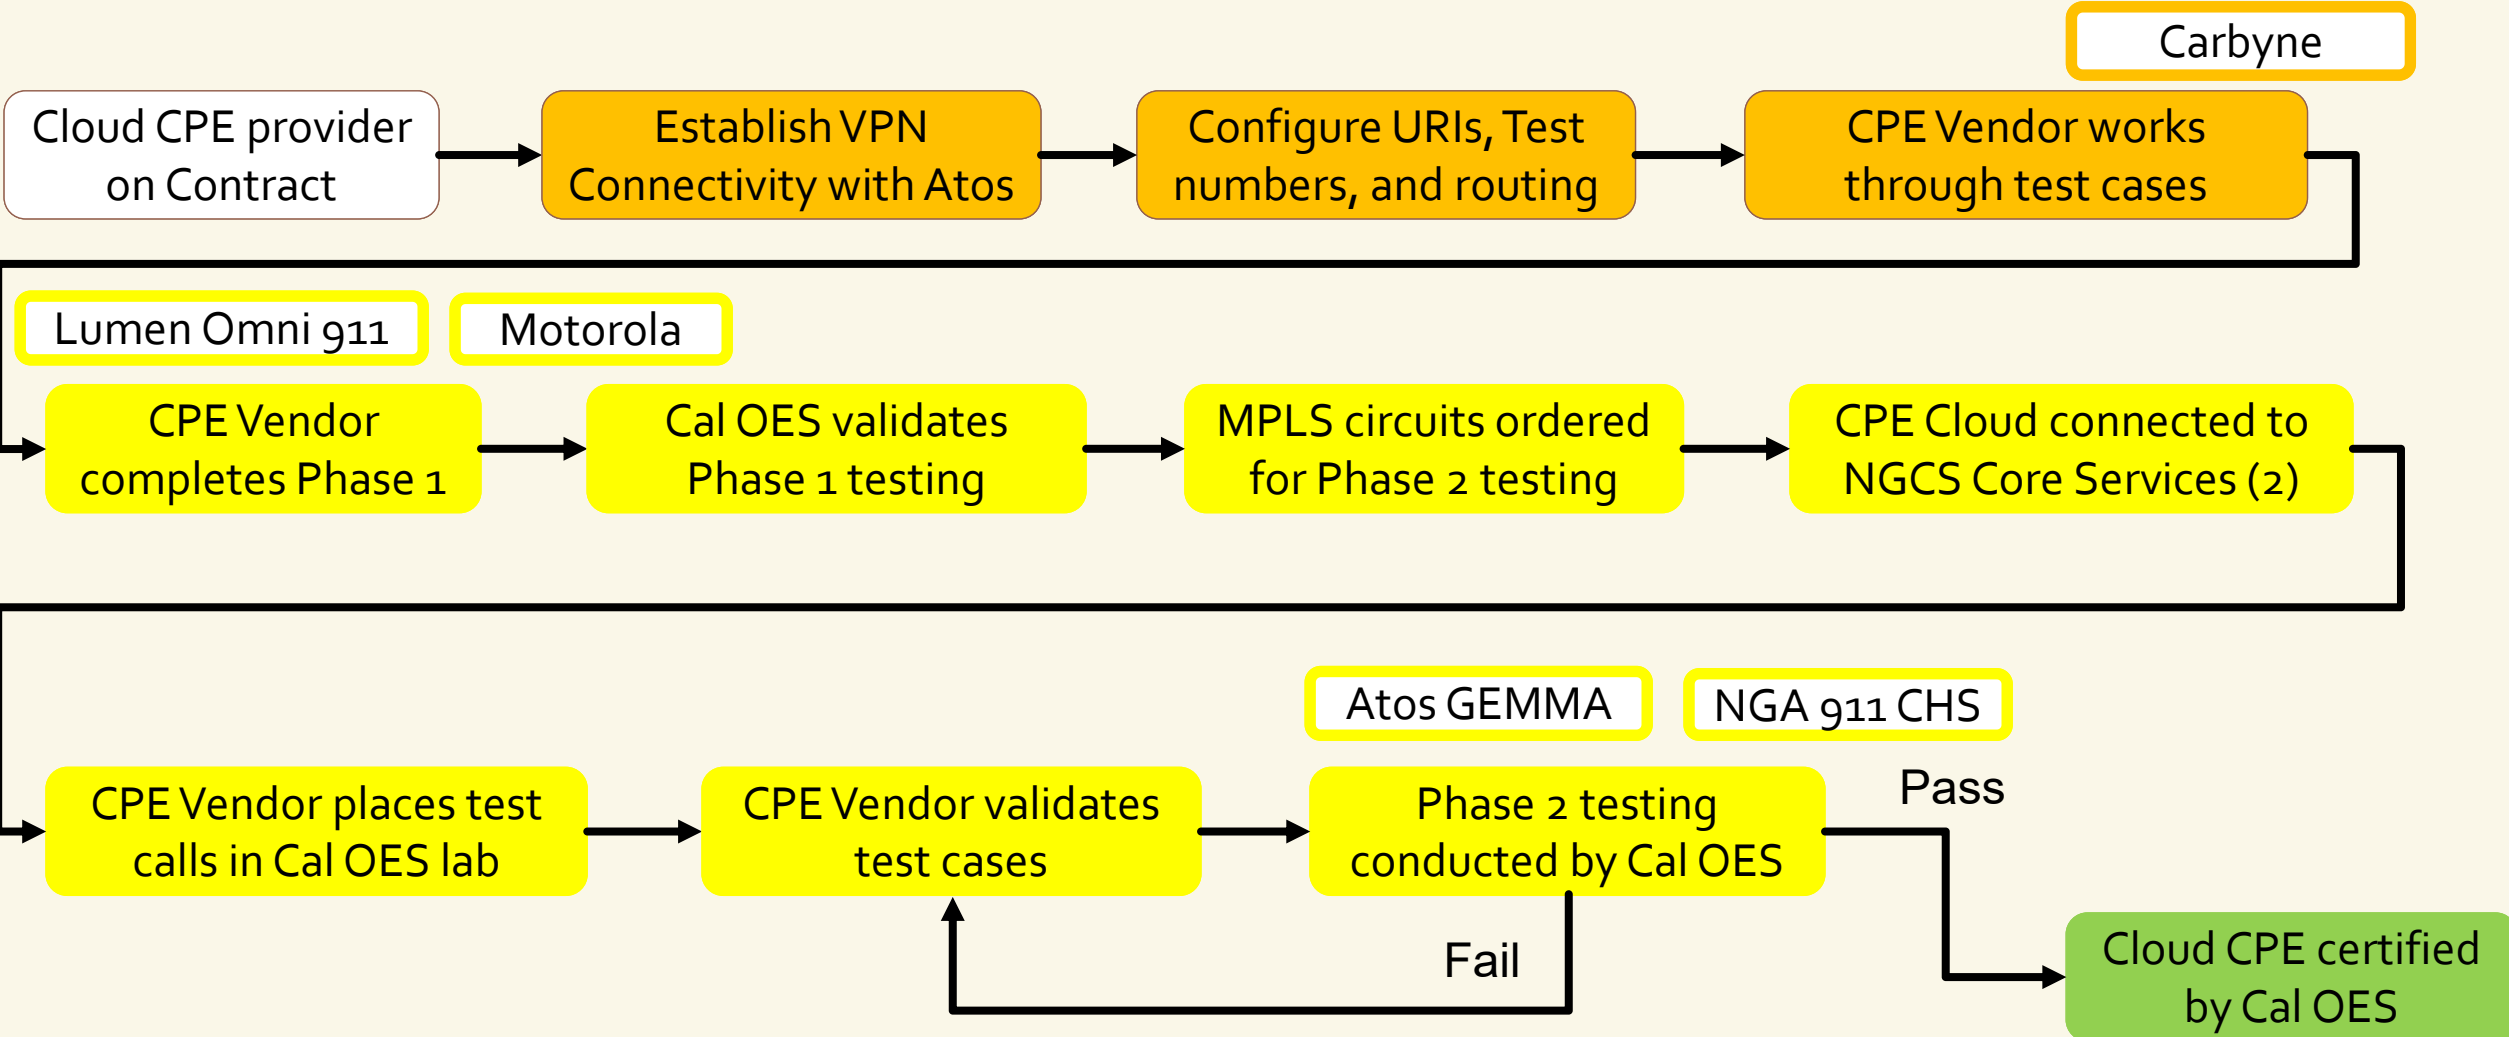 Carbyne
Cloud CPE provider
on Contract
Establish VPN
Connectivity with Atos
Configure URIs, Test
numbers, and routing
CPE Vendor works
through test cases
Lumen Omni 911
Motorola
CPE Vendor
completes Phase 1
Cal OES validates
Phase 1 testing
MPLS circuits ordered
for Phase 2 testing
CPE Cloud connected to
NGCS Core Services (2)
Atos GEMMA
NGA 911 CHS
CPE Vendor places test
calls in Cal OES lab
CPE Vendor validates
test cases
Phase 2 testing
conducted by Cal OES
Pass
Fail
Cloud CPE certified
by Cal OES